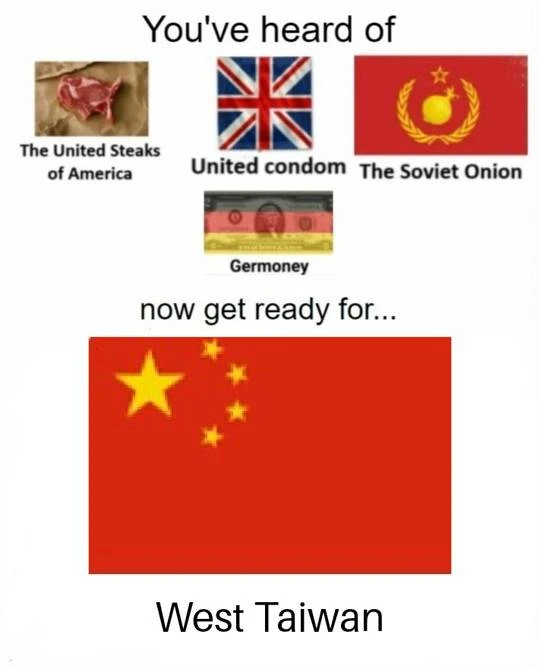 You've heard of
The United Steaks
of America
United condom
The Soviet Onion
Germoney
now get ready for...
West Taiwan